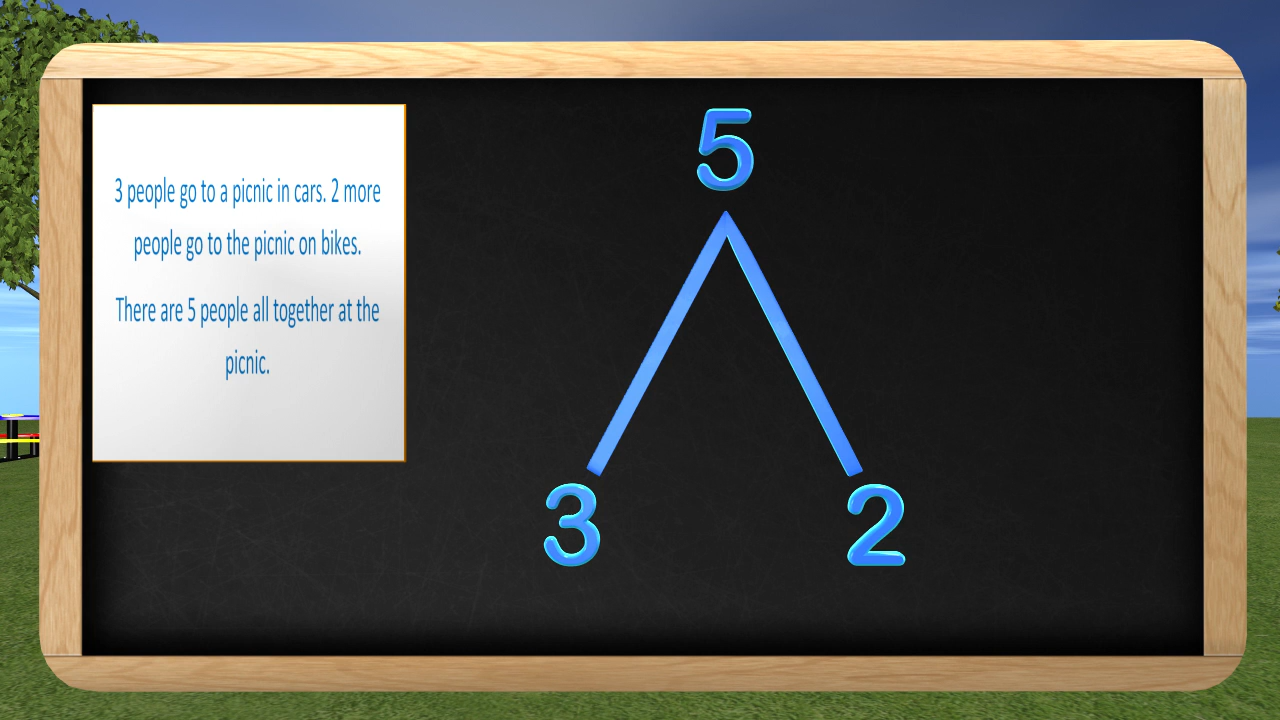 3 people go to a picnic in cars. 2 more
people go to the picnic on bikes.
There are 5 people all together at the
picnic.
5
3 2